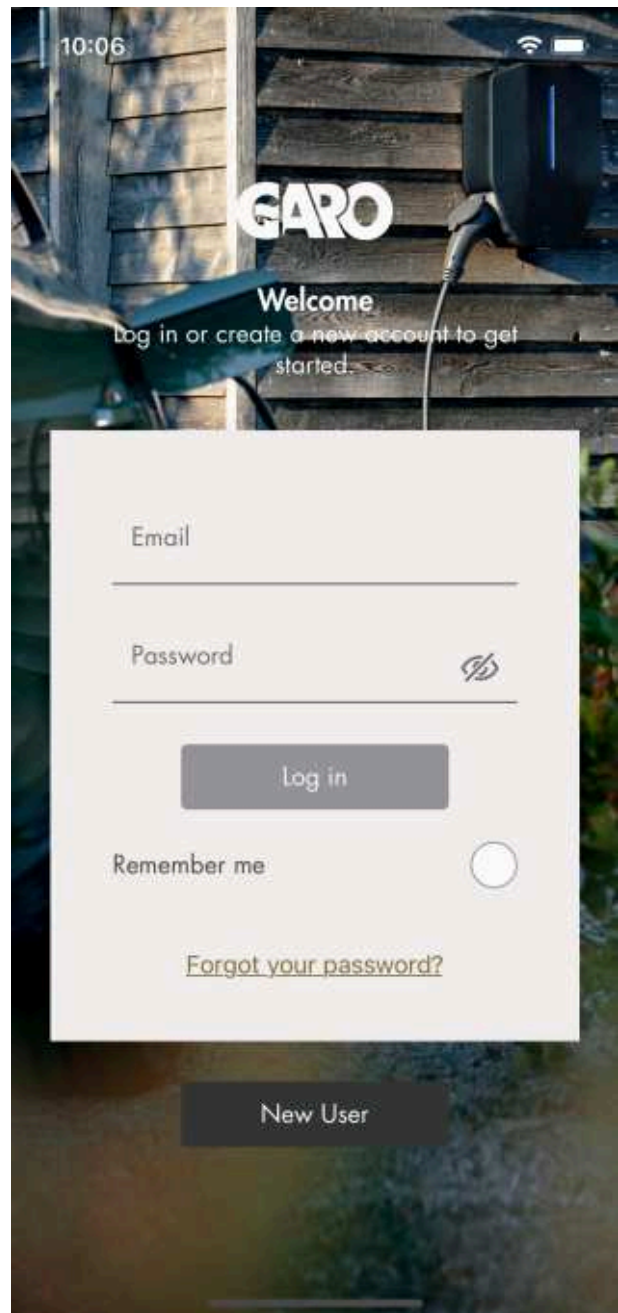 10:06
GARO
Welcome
Log in or create a new account to get
started.
Email
Password
Log in
Remember me
Forgot your password?
New User